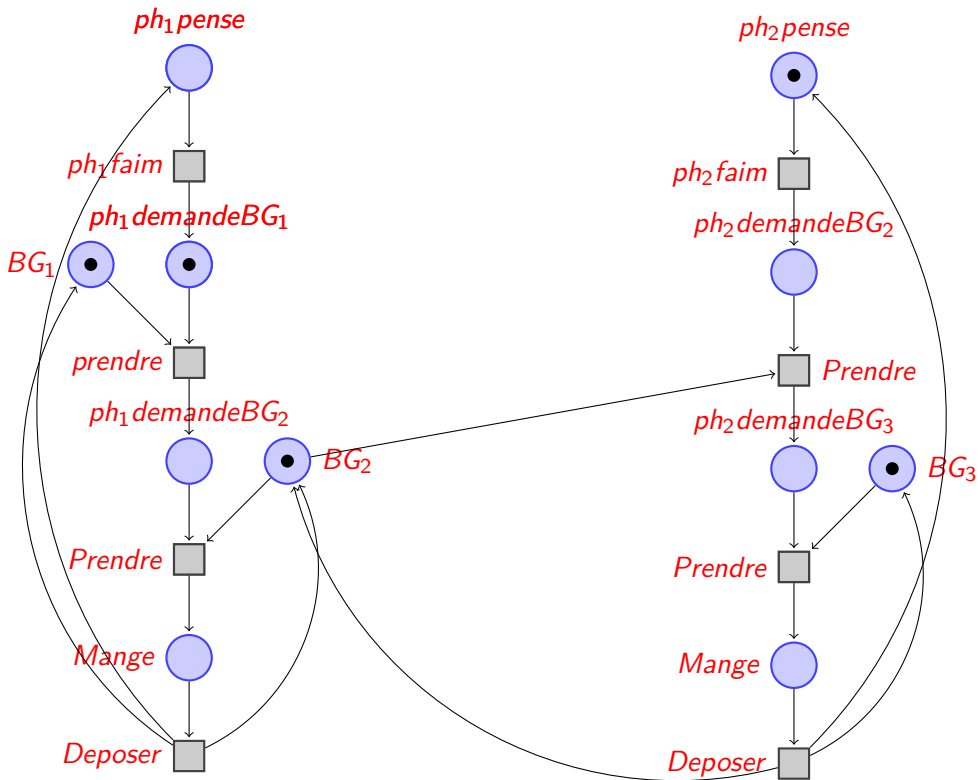 ph₁pense
ph₂pense
ph₁faim
ph₂faim
ph₁demandeBG₁
ph₂demandeBG₂
BG₁
prendre
Prendre
ph₁demandeBG₂
ph₂demandeBG₃
BG₂
BG₃
Prendre
Prendre
Mange
Mange
Deposer
Deposer